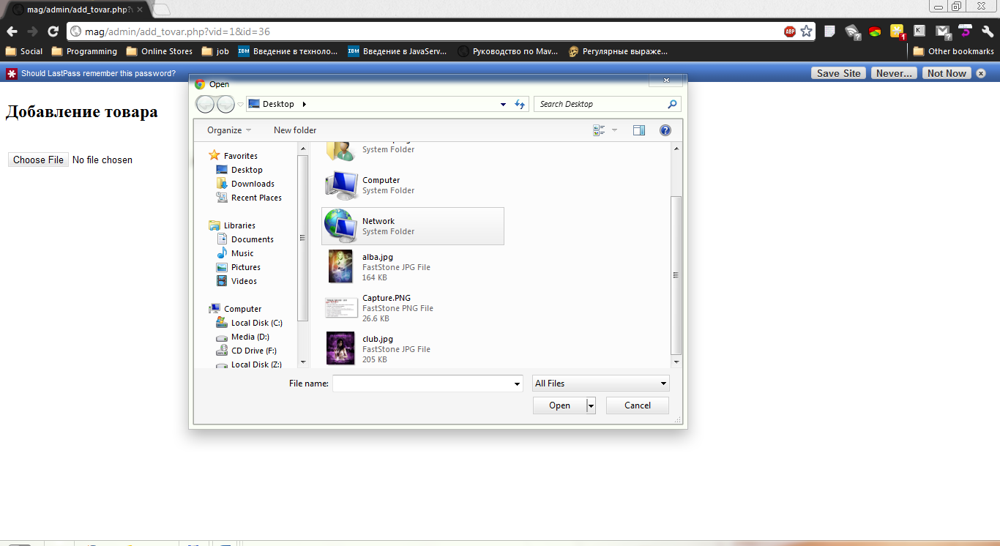 mag/admin/add_tovar.php?v
mag/admin/add_tovar.php?vid=1&id=36
ABP
1
K
Social
Programming
Online Stores
job
IBM Введение в техноло...
IBM Введение в JavaServ...
Руководство по Mav...
Регулярные выраже...
Other bookmarks
Should LastPass remember this password?
Save Site
Never...
Not Now
Добавление товара
Choose File No file chosen
Open
Desktop
Search Desktop
Organize
New folder
Favorites
Desktop
Downloads
Recent Places
Libraries
Documents
Music
Pictures
Videos
Computer
Local Disk (C:)
Media (D:)
CD Drive (F:)
Local Disk (Z:)
System Folder
Computer
System Folder
Network
System Folder
alba.jpg
FastStone JPG File
164 KB
Capture.PNG
FastStone PNG File
26.6 KB
club.jpg
FastStone JPG File
205 KB
File name:
All Files
Open
Cancel